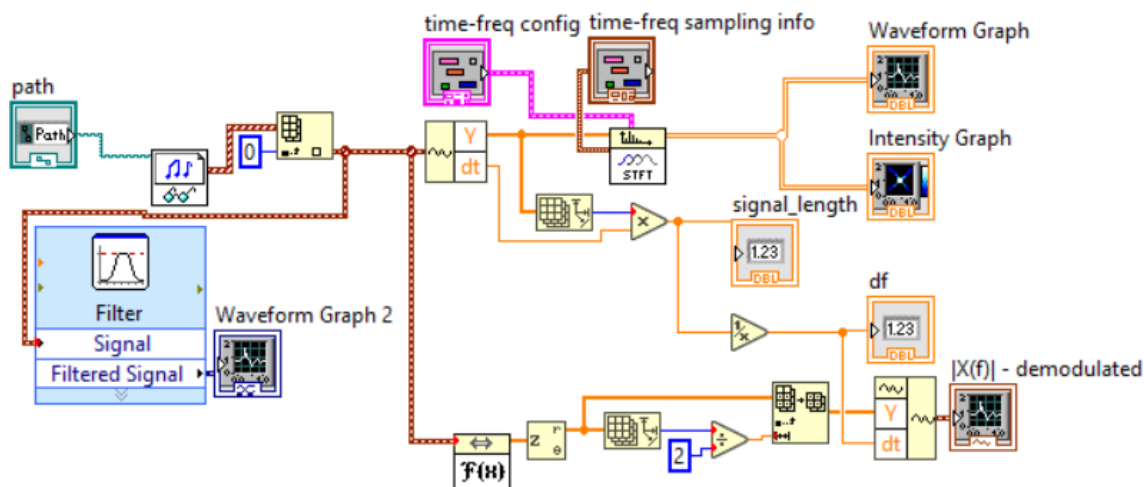 time-freq config
time-freq sampling info
Waveform Graph
DBL
path
Path
0
Y
dt
STFT
Intensity Graph
DBL
signal_length
1.23
DBL
Filter
Signal
Filtered Signal
Waveform Graph 2
df
1.23
DBL
1/x
|X(f)| - demodulated
Y
dt
z
r
θ
2
F(x)